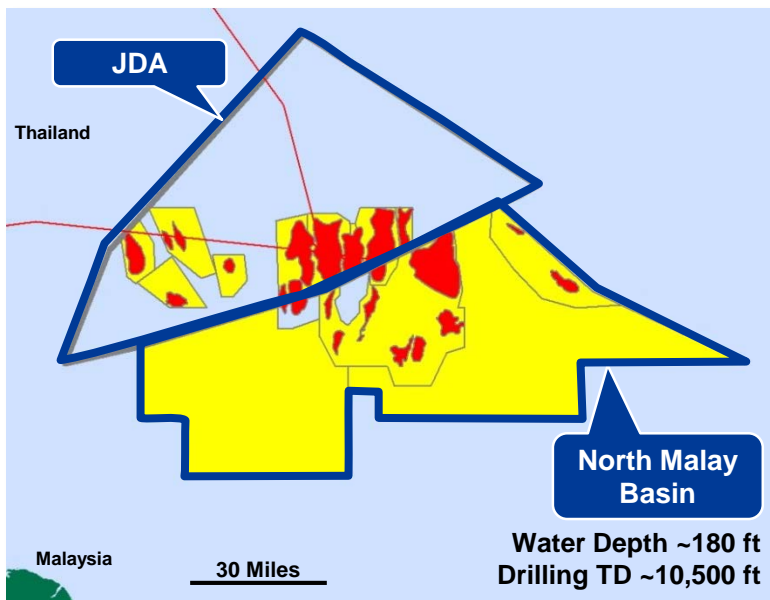 JDA
Thailand
North Malay
Basin
Water Depth ~180 ft
Drilling TD ~10,500 ft
Malaysia
30 Miles